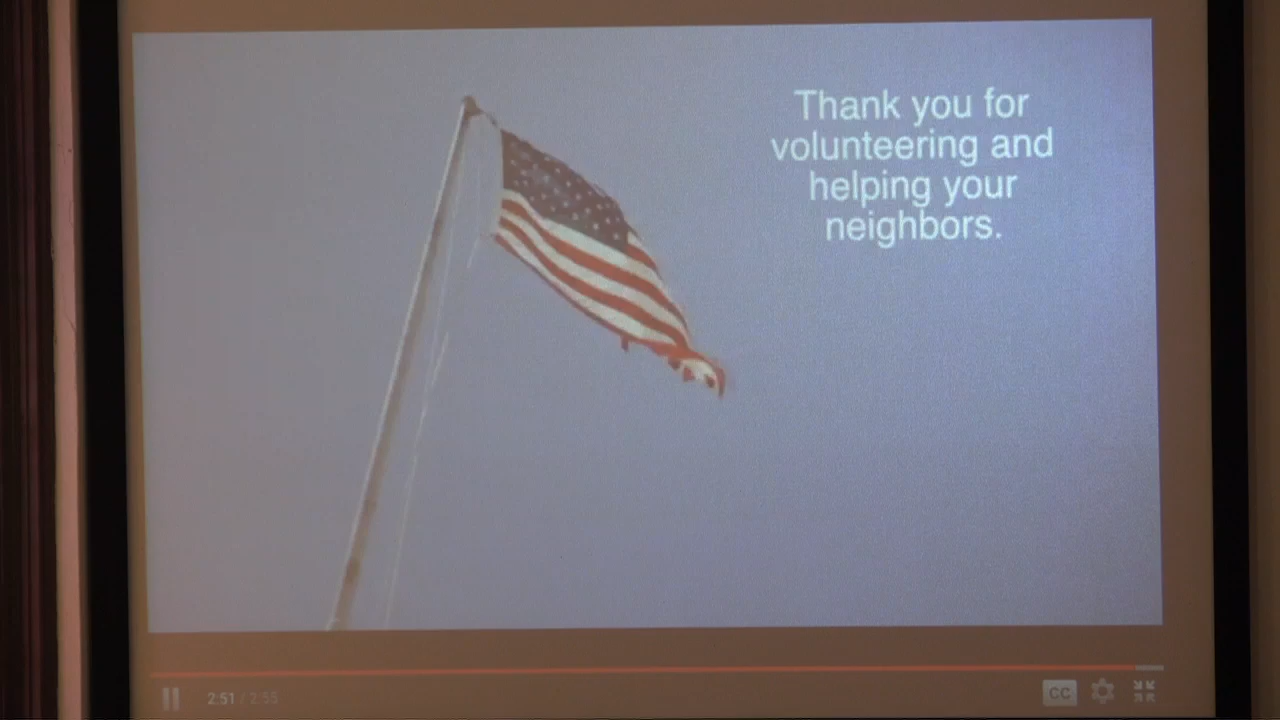 Thank you for
volunteering and
helping your
neighbors.
2:51 / 2:55
CC